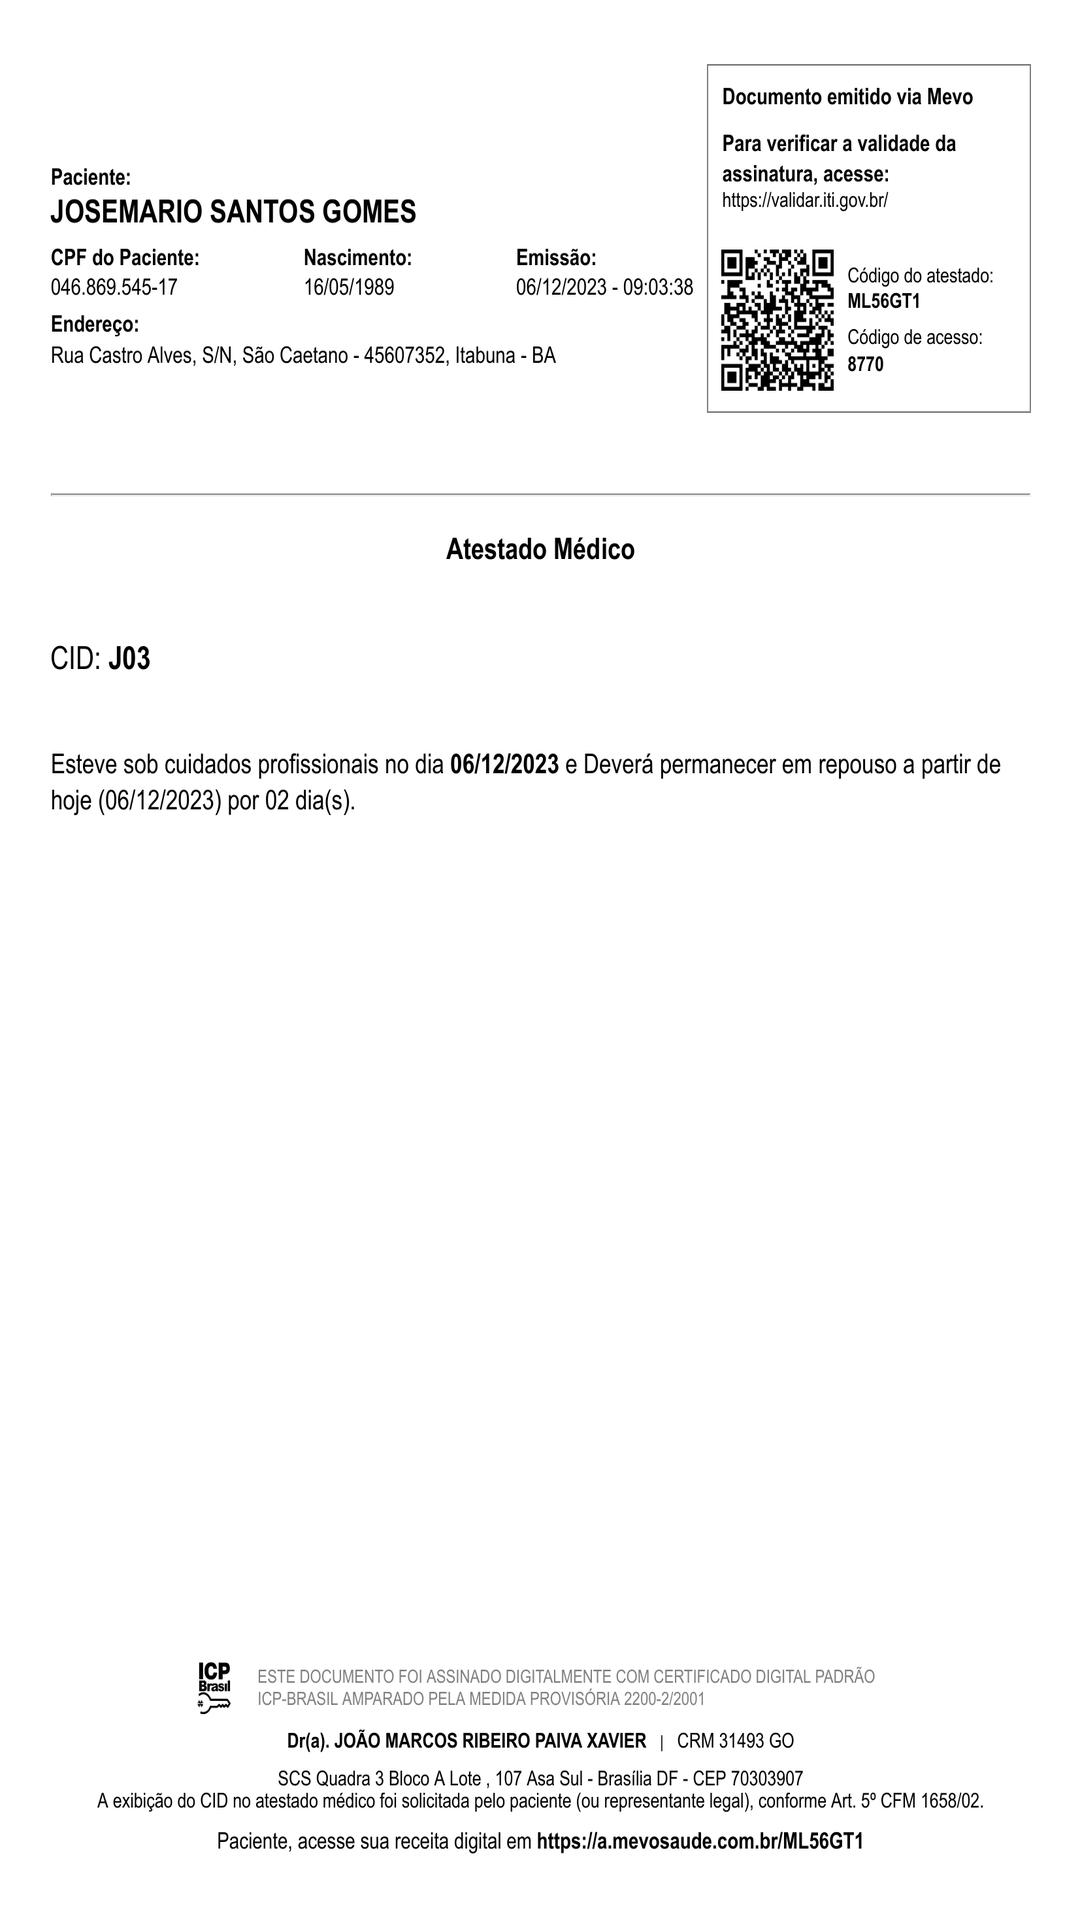 Documento emitido via Mevo
Para verificar a validade da
assinatura, acesse:
https://validar.iti.gov.br/
Paciente:
JOSEMARIO SANTOS GOMES
CPF do Paciente: Nascimento: Emissão:
046.869.545-17 16/05/1989 06/12/2023 - 09:03:38
Endereço:
Rua Castro Alves, S/N, São Caetano - 45607352, Itabuna - BA
Código do atestado:
ML56GT1
Código de acesso:
8770
Atestado Médico
CID: J03
Esteve sob cuidados profissionais no dia 06/12/2023 e Deverá permanecer em repouso a partir de
hoje (06/12/2023) por 02 dia(s).
ICP
Brasil
ESTE DOCUMENTO FOI ASSINADO DIGITALMENTE COM CERTIFICADO DIGITAL PADRÃO
ICP-BRASIL AMPARADO PELA MEDIDA PROVISÓRIA 2200-2/2001
Dr(a). JOÃO MARCOS RIBEIRO PAIVA XAVIER | CRM 31493 GO
SCS Quadra 3 Bloco A Lote , 107 Asa Sul - Brasília DF - CEP 70303907
A exibição do CID no atestado médico foi solicitada pelo paciente (ou representante legal), conforme Art. 5º CFM 1658/02.
Paciente, acesse sua receita digital em https://a.mevosaude.com.br/ML56GT1